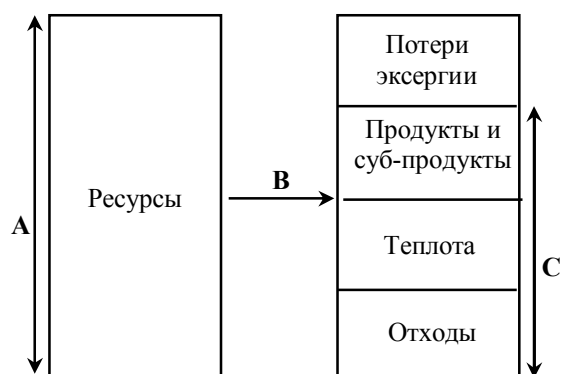 Потери
эксергии
Продукты и
суб-продукты
B
Ресурсы
A
Теплота
C
Отходы